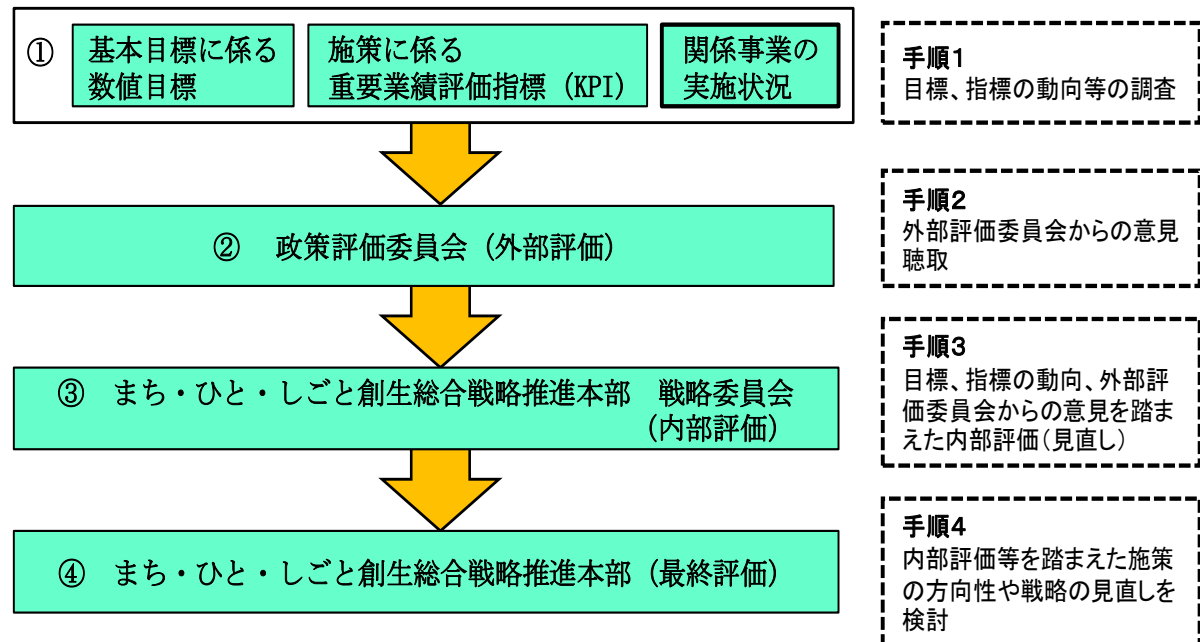 ①
基本目標に係る
数値目標
施策に係る
重要業績評価指標（KPI）
関係事業の
実施状況
手順1
目標、指標の動向等の調査
② 政策評価委員会（外部評価）
手順2
外部評価委員会からの意見
聴取
③ まち・ひと・しごと創生総合戦略推進本部 戦略委員会
（内部評価）
手順3
目標、指標の動向、外部評
価委員会からの意見を踏ま
えた内部評価（見直し）
④ まち・ひと・しごと創生総合戦略推進本部（最終評価）
手順4
内部評価等を踏まえた施策
の方向性や戦略の見直しを
検討